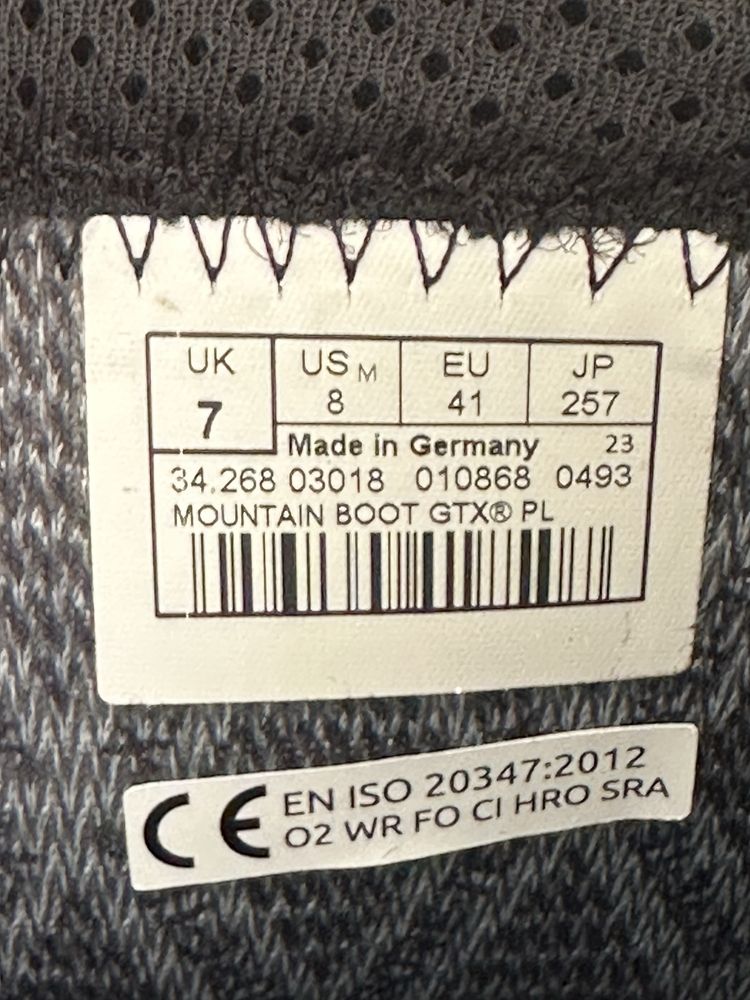 UK US M EU JP
7 8 41 257
Made in Germany 23
34.268 03018 010868 0493
MOUNTAIN BOOT GTX® PL
CE EN ISO 20347:2012
O2 WR FO CI HRO SRA